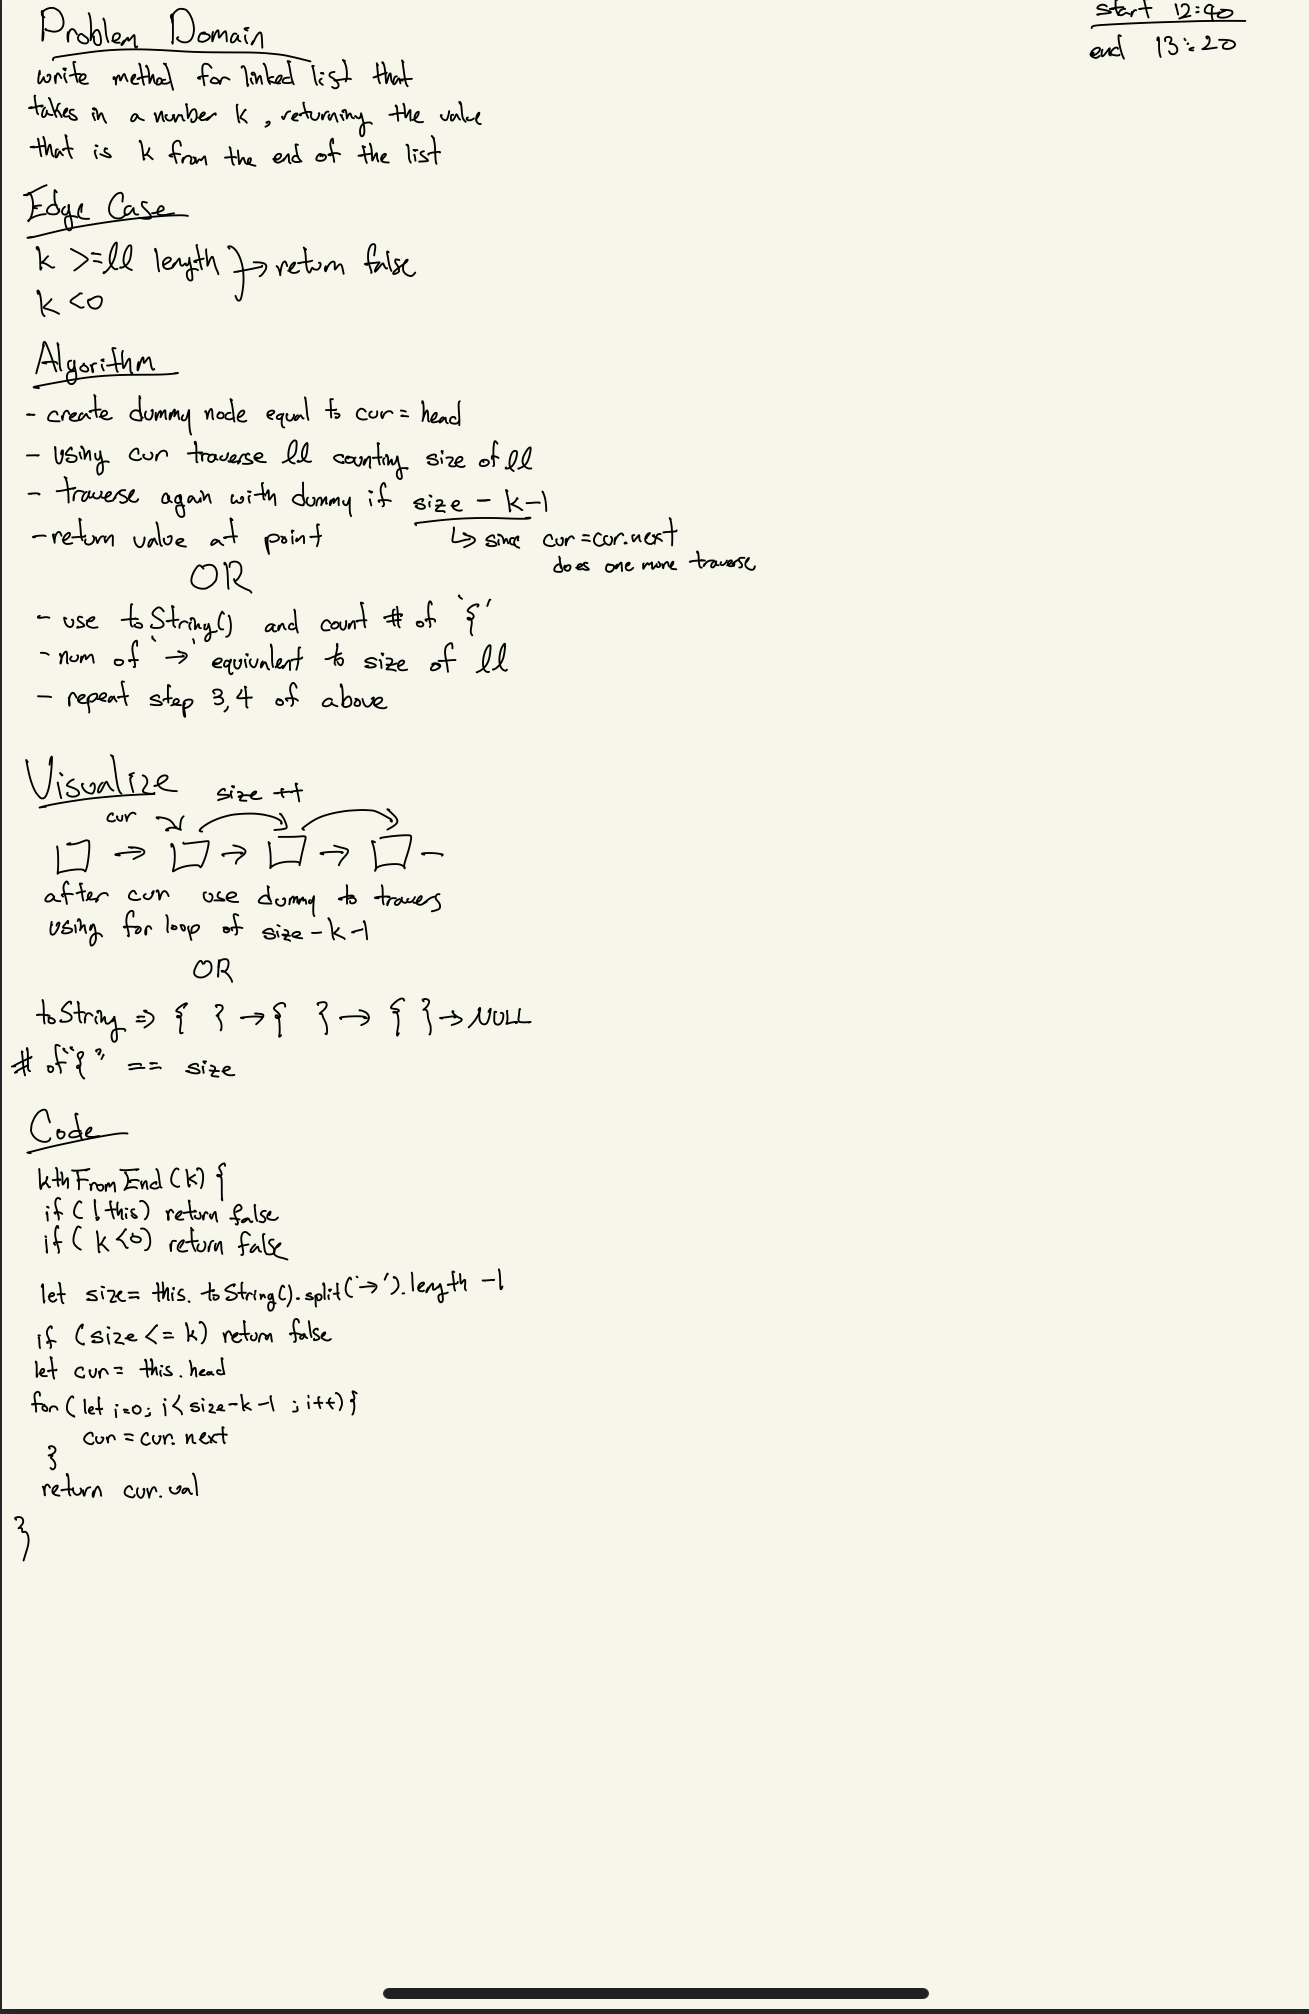 Problem Domain
write method for linked list that
takes in a number k, returning the value
that is k from the end of the list
start 12:40
end 13:20
Edge Case
k >= ll length } → return false
k < 0
Algorithm
- create dummy node equal to cur = head
- using cur traverse ll counting size of ll
- traverse again with dummy if size - k - 1
- return value at point
↳ since cur = cur.next
does one more traverse
OR
- use toString() and count # of '{'
- num of '→' equivalent to size of ll
- repeat step 3,4 of above
Visualize
size ++
cur
after cur use dummy to travers
using for loop of size - k - 1
OR
toString => { } → { } → { } → NULL
# of "{" == size
Code
kthFromEnd(k) {
if (!this) return false
if (k < 0) return false
let size = this.toString().split('→').length - 1
if (size <= k) return false
let cur = this.head
for (let i=0; i < size - k - 1 ; i++) {
cur = cur.next
}
return cur.val
}